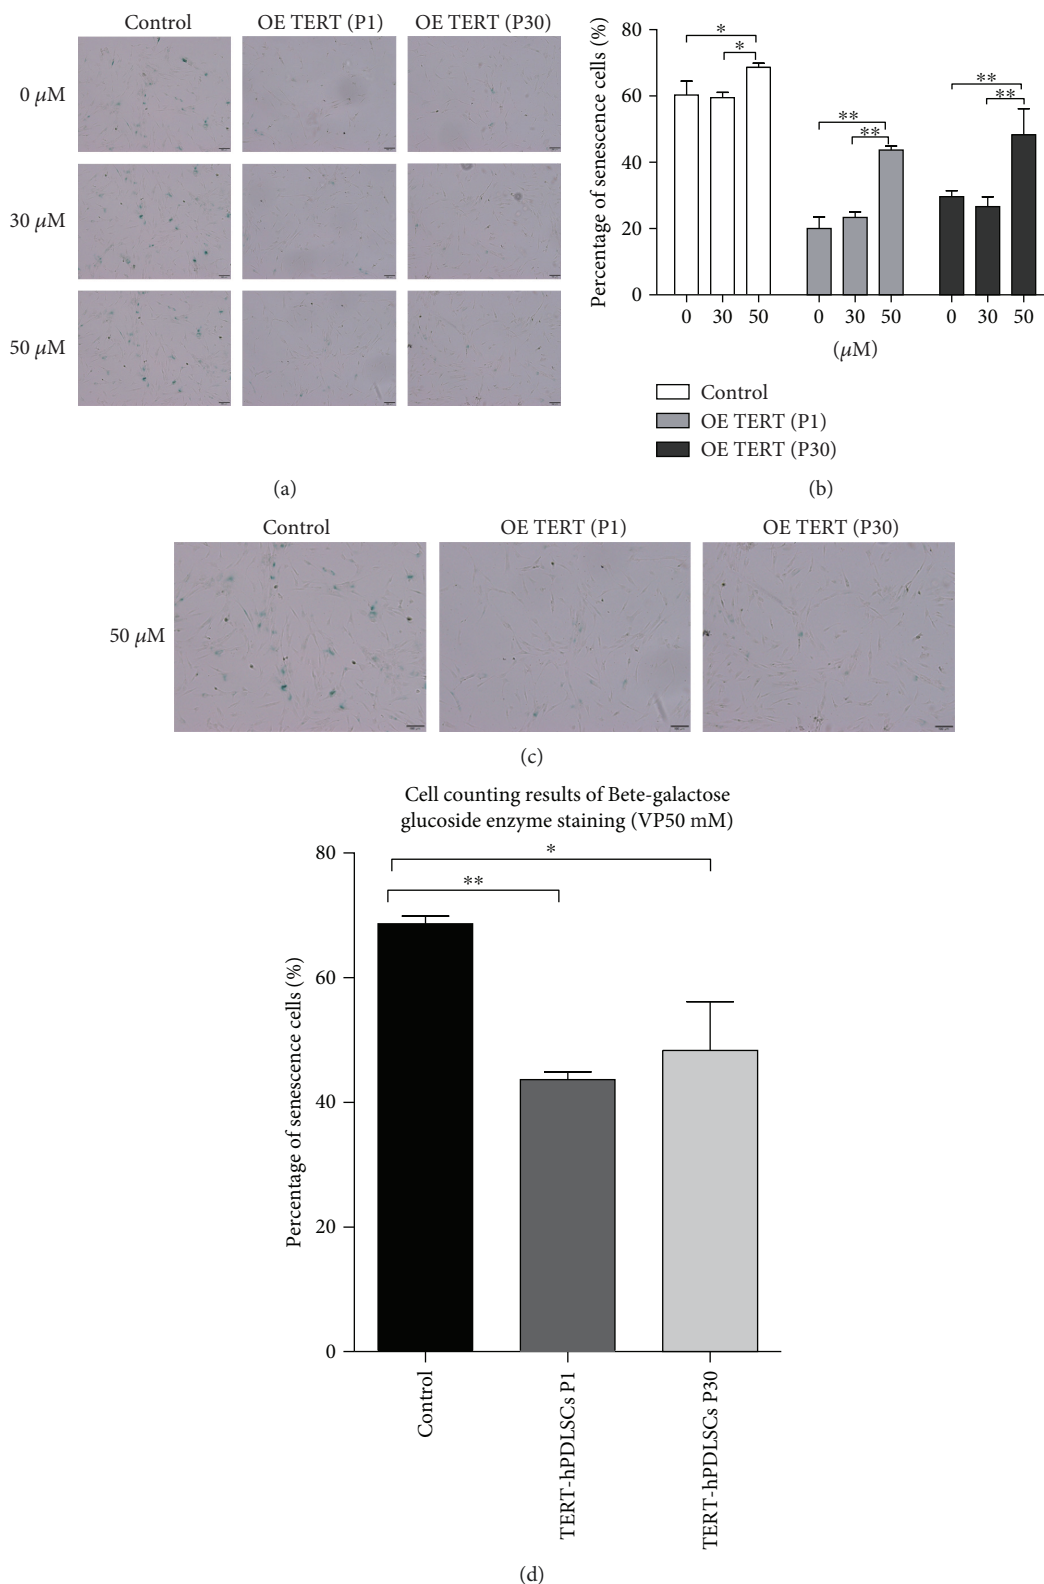 Control OE TERT (P1) OE TERT (P30)
0 μM
30 μM
50 μM
(a)
Percentage of senescence cells (%)
80
60
40
20
0
* * ** ** ** **
0 30 50 0 30 50 0 30 50
(μM)
Control
OE TERT (P1)
OE TERT (P30)
(b)
Control OE TERT (P1) OE TERT (P30)
50 μM
(c)
Cell counting results of Bete-galactose
glucoside enzyme staining (VP50 mM)
Percentage of senescence cells (%)
80
60
40
20
0
*
**
Control
TERT-hPDLSCs P1
TERT-hPDLSCs P30
(d)